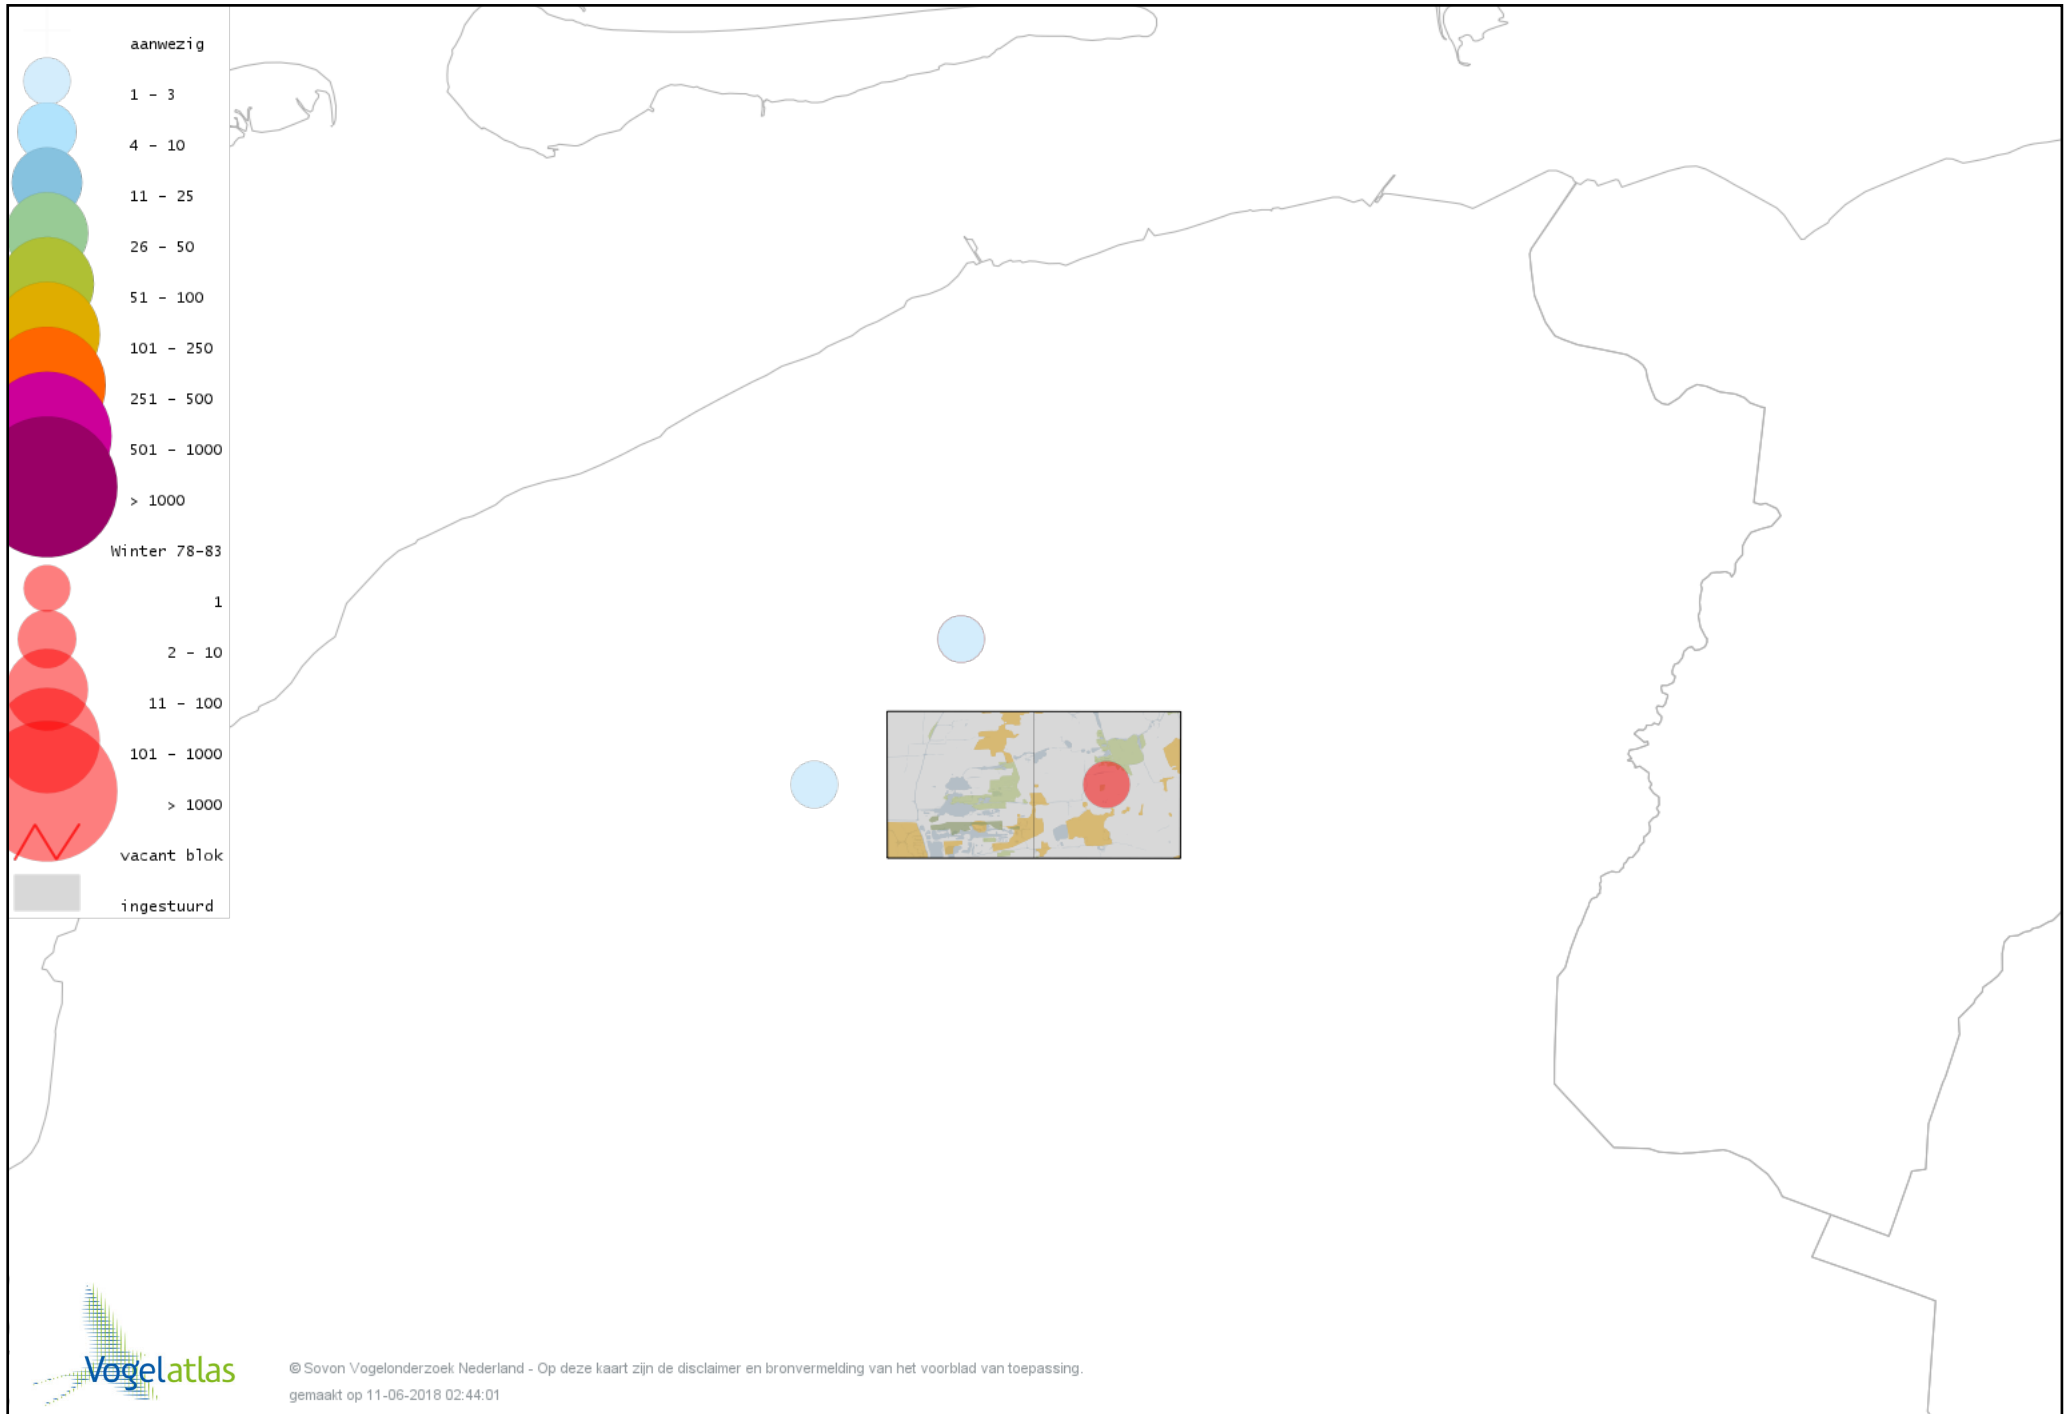 aanwezig
1 - 3
4 - 10
11 - 25
26 - 50
51 - 100
101 - 250
251 - 500
501 - 1000
> 1000
Winter 78-83
1
2 - 10
11 - 100
101 - 1000
> 1000
vacant blok
ingestuurd
Vogelatlas
© Sovon Vogelonderzoek Nederland - Op deze kaart zijn de disclaimer en bronvermelding van het voorblad van toepassing.
gemaakt op 11-06-2018 02:44:01